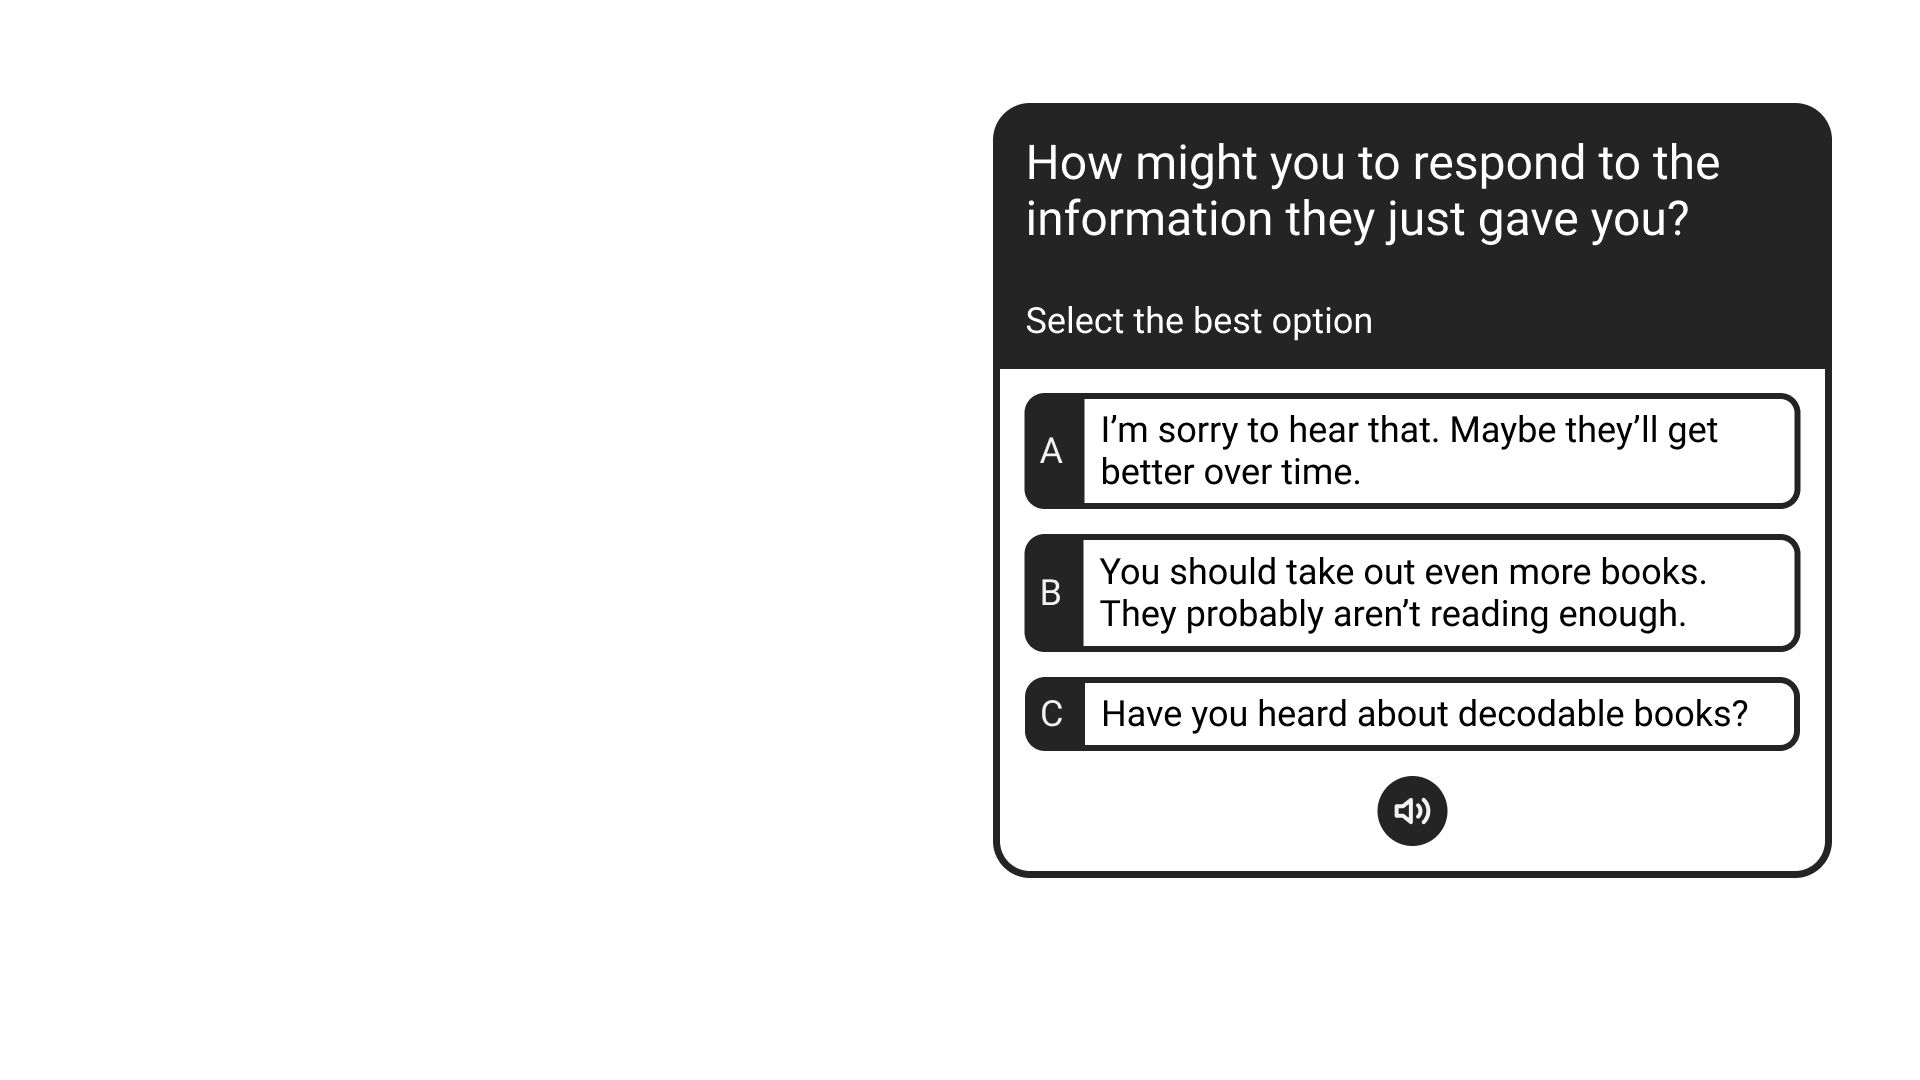 How might you to respond to the
information they just gave you?
Select the best option
A
I’m sorry to hear that. Maybe they’ll get
better over time.
B
You should take out even more books.
They probably aren’t reading enough.
C
Have you heard about decodable books?